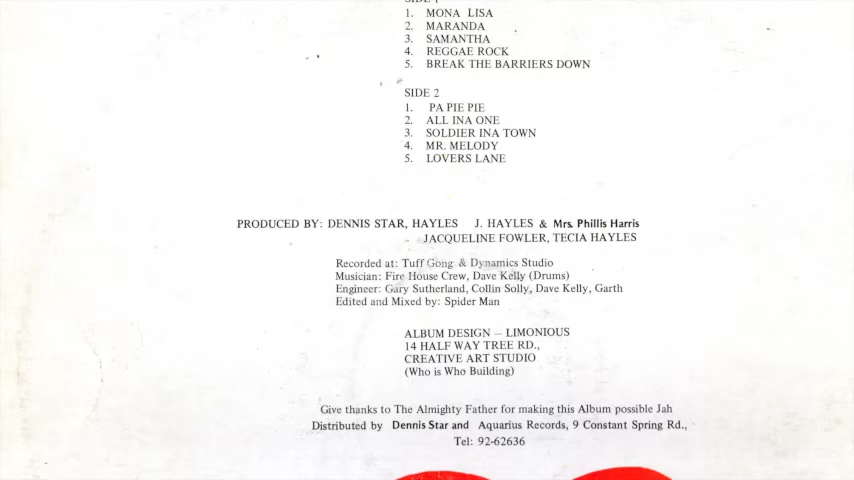 SIDE 1
1. MONA LISA
2. MARANDA
3. SAMANTHA
4. REGGAE ROCK
5. BREAK THE BARRIERS DOWN
SIDE 2
1. PA PIE PIE
2. ALL INA ONE
3. SOLDIER INA TOWN
4. MR. MELODY
5. LOVERS LANE
PRODUCED BY: DENNIS STAR, HAYLES J. HAYLES & Mrs. Phillis Harris
JACQUELINE FOWLER, TECIA HAYLES
Recorded at: Tuff Gong & Dynamics Studio
Musician: Fire House Crew, Dave Kelly (Drums)
Engineer: Gary Sutherland, Collin Solly, Dave Kelly, Garth
Edited and Mixed by: Spider Man
ALBUM DESIGN – LIMONIOUS
14 HALF WAY TREE RD.,
CREATIVE ART STUDIO
(Who is Who Building)
Give thanks to The Almighty Father for making this Album possible Jah
Distributed by Dennis Star and Aquarius Records, 9 Constant Spring Rd.,
Tel: 92-62636